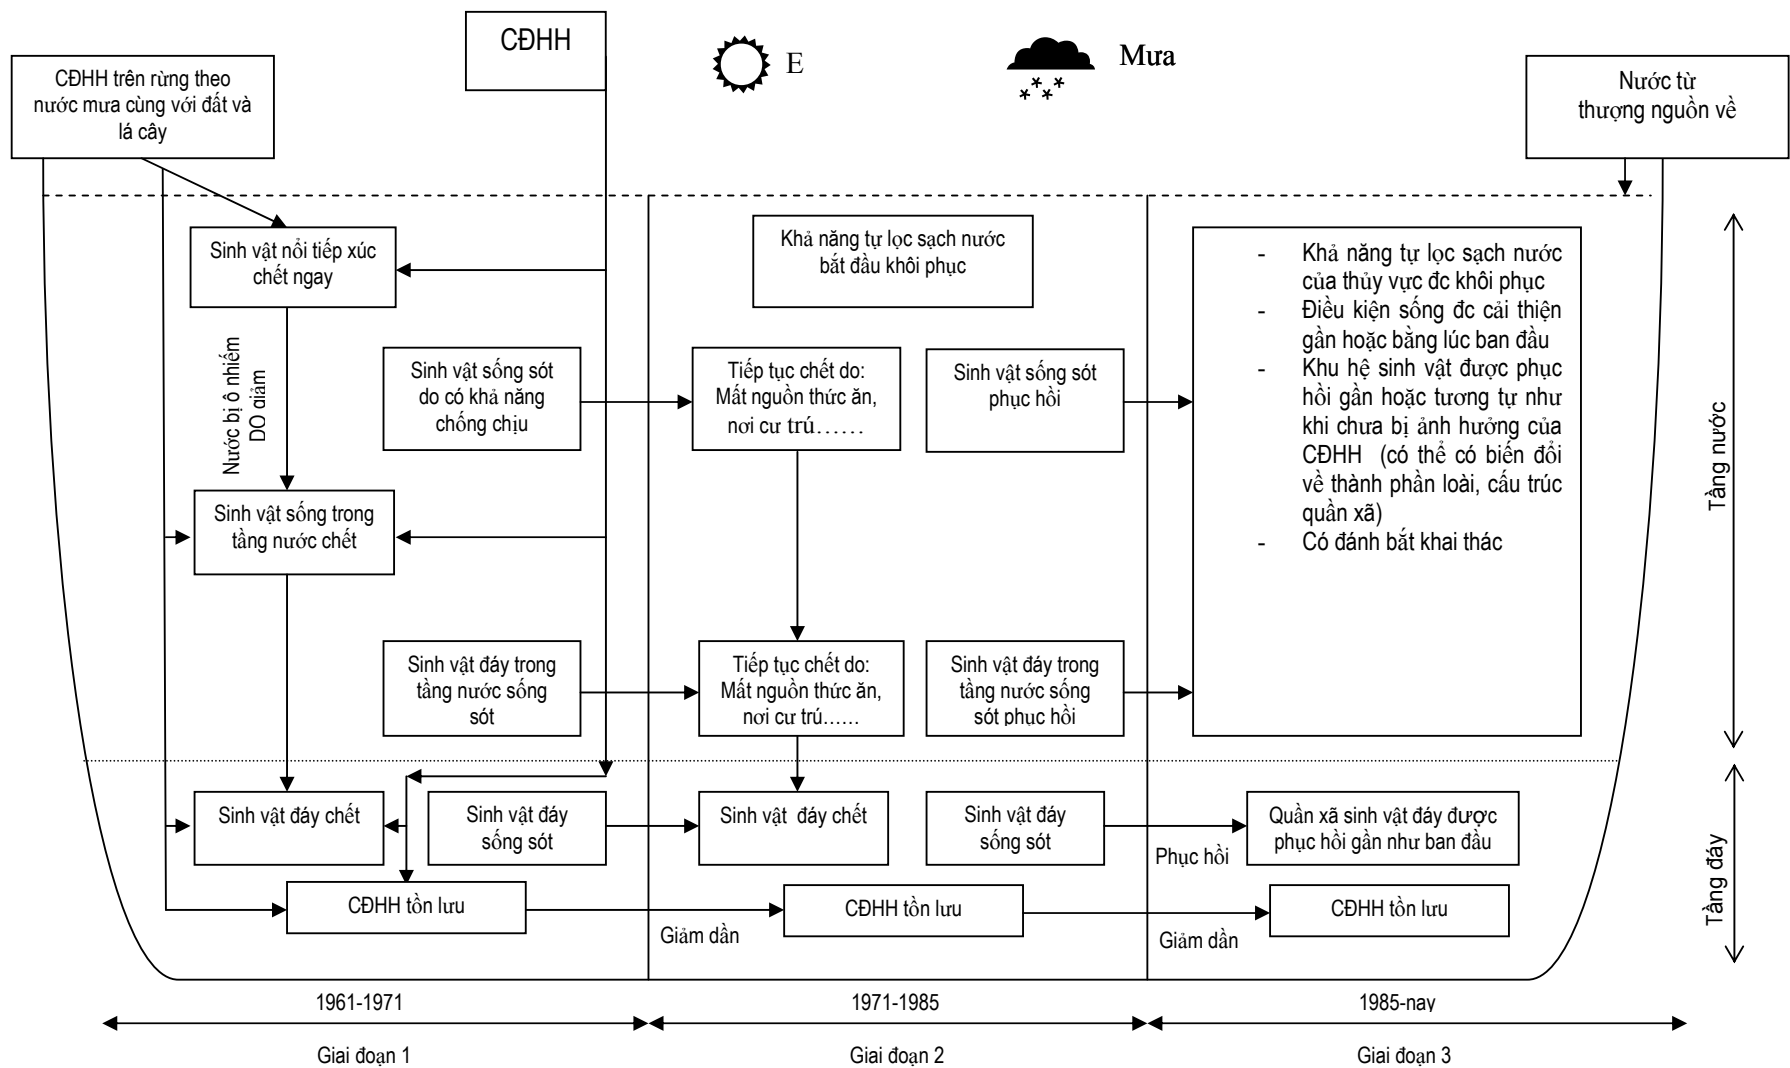 CĐHH
E
Mưa
CĐHH trên rừng theo
nước mưa cùng với đất và
lá cây
Nước từ
thượng nguồn về
Sinh vật nổi tiếp xúc
chết ngay
Nước bị ô nhiễm
DO giảm
Sinh vật sống sót
do có khả năng
chống chịu
Sinh vật sống trong
tầng nước chết
Sinh vật đáy trong
tầng nước sống
sót
Sinh vật đáy chết
Sinh vật đáy
sống sót
CĐHH tồn lưu
Giảm dần
Khả năng tự lọc sạch nước
bắt đầu khôi phục
Tiếp tục chết do:
Mất nguồn thức ăn,
nơi cư trú……
Sinh vật sống sót
phục hồi
Tiếp tục chết do:
Mất nguồn thức ăn,
nơi cư trú……
Sinh vật đáy trong
tầng nước sống
sót phục hồi
Sinh vật đáy chết
Sinh vật đáy
sống sót
Phục hồi
CĐHH tồn lưu
Giảm dần
- Khả năng tự lọc sạch nước
của thủy vực đc khôi phục
- Điều kiện sống đc cải thiện
gần hoặc bằng lúc ban đầu
- Khu hệ sinh vật được phục
hồi gần hoặc tương tự như
khi chưa bị ảnh hưởng của
CĐHH (có thể có biến đổi
về thành phần loài, cấu trúc
quần xã)
- Có đánh bắt khai thác
Quần xã sinh vật đáy được
phục hồi gần như ban đầu
CĐHH tồn lưu
Tầng nước
Tầng đáy
1961-1971
1971-1985
1985-nay
Giai đoạn 1
Giai đoạn 2
Giai đoạn 3